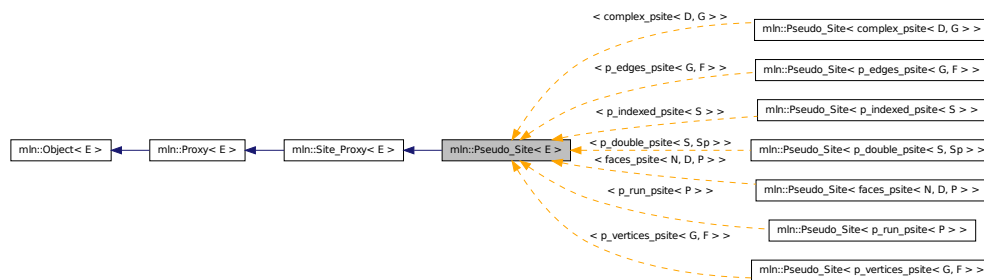 < complex_psite< D, G > >
mln::Pseudo_Site< complex_psite< D, G > >
< p_edges_psite< G, F > >
mln::Pseudo_Site< p_edges_psite< G, F > >
< p_indexed_psite< S >
mln::Pseudo_Site< p_indexed_psite< S > >
mln::Object< E >
mln::Proxy< E >
mln::Site_Proxy< E >
mln::Pseudo_Site< E >
< p_double_psite< S, Sp > >
mln::Pseudo_Site< p_double_psite< S, Sp > >
< faces_psite< N, D, P > >
mln::Pseudo_Site< faces_psite< N, D, P > >
< p_run_psite< P > >
mln::Pseudo_Site< p_run_psite< P > >
< p_vertices_psite< G, F > >
mln::Pseudo_Site< p_vertices_psite< G, F > >